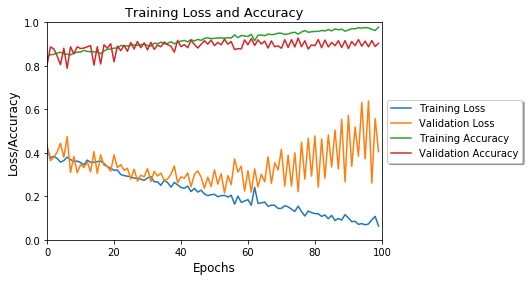 Training Loss and Accuracy
1.0
0.8
0.6
0.4
0.2
0.0
Loss/Accuracy
0 20 40 60 80 100
Epochs
Training Loss
Validation Loss
Training Accuracy
Validation Accuracy